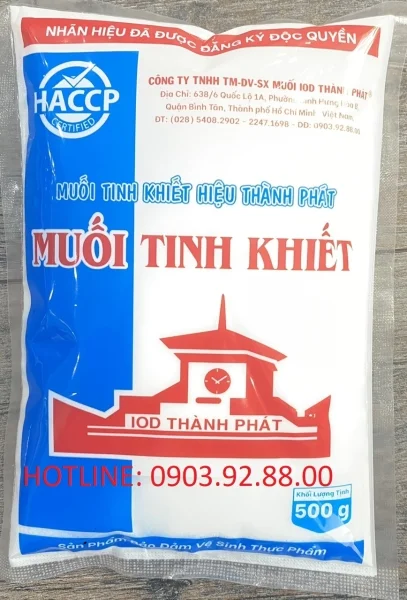 NHÃN HIỆU ĐÃ ĐƯỢC ĐĂNG KÝ ĐỘC QUYỀN
HACCP
CERTIFIED
CÔNG TY TNHH TM-DV-SX MUỐI IOD THÀNH PHÁT
Địa Chỉ: 638/6 Quốc Lộ 1A, Hưng
Quận Bình Tân, Thành phố Hồ Chí Minh Việt Nam
ĐT: (028) 5408.2902 - 2247.1698 - DĐ: 0903.92.88.00
MUỐI TINH KHIẾT HIỆU THÀNH PHÁT
MUỐI TINH KHIẾT
IOD THÀNH PHÁT
HOTLINE: 0903.92.88.00
Khối Lượng Tịnh
500 g
Sản Phẩm Bảo Đảm Vệ Sinh Thực Phẩm